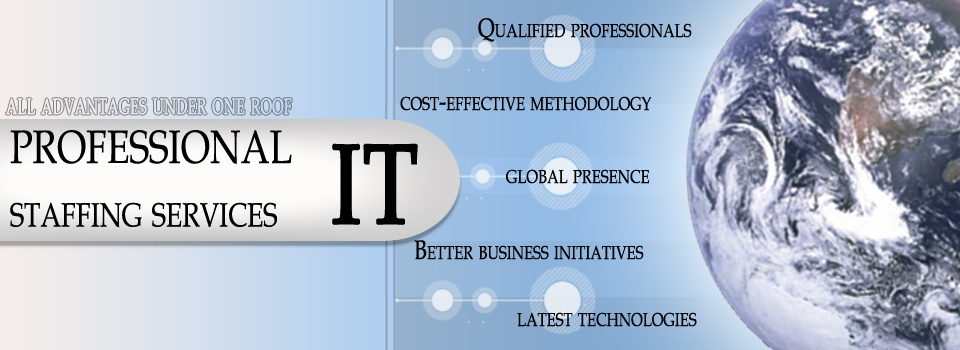 ALL ADVANTAGES UNDER ONE ROOF
PROFESSIONAL
STAFFING SERVICES
IT
QUALIFIED PROFESSIONALS
COST-EFFECTIVE METHODOLOGY
GLOBAL PRESENCE
BETTER BUSINESS INITIATIVES
LATEST TECHNOLOGIES